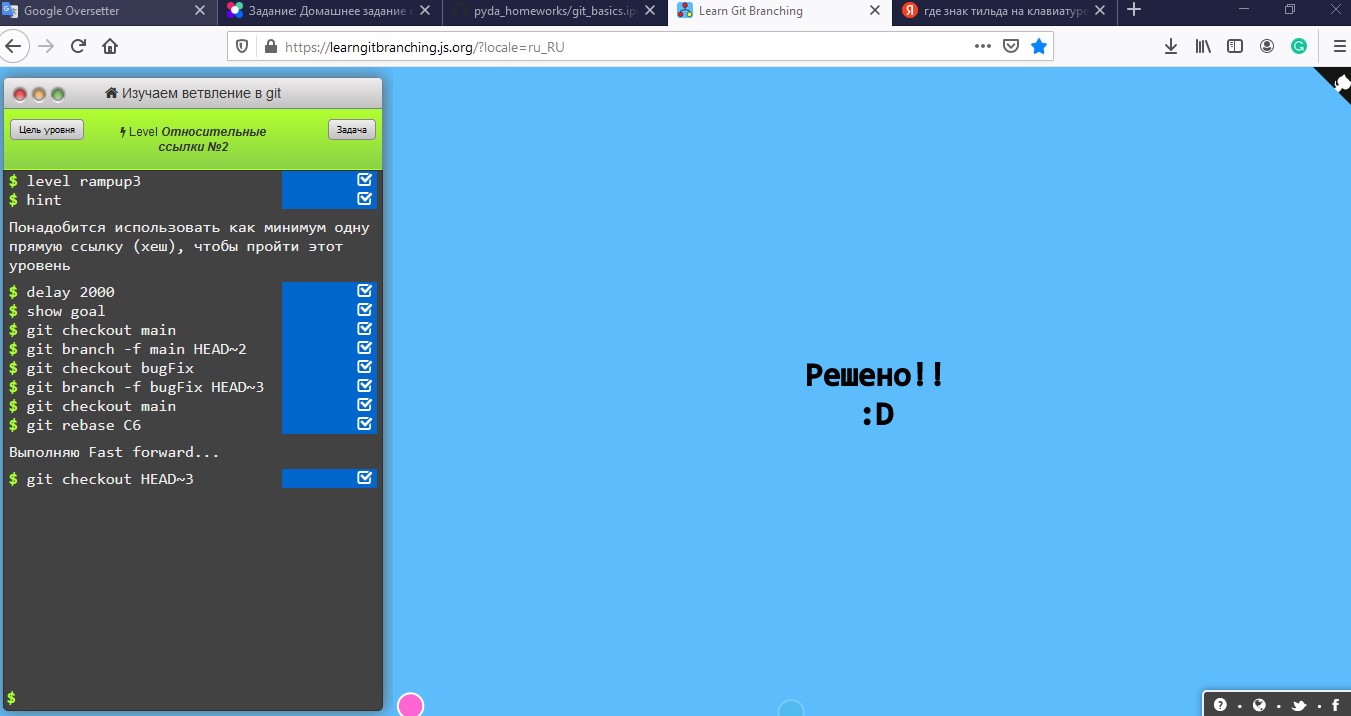 Google Oversetter
Задание: Домашнее задание
pyda_homeworks/git_basics.ip
Learn Git Branching
где знак тильда на клавиатуре
https://learngitbranching.js.org/?locale=ru_RU
Изучаем ветвление в git
Цель уровня
Level Относительные
ссылки №2
Задача
$ level rampup3
$ hint
Понадобится использовать как минимум одну
прямую ссылку (хеш), чтобы пройти этот
уровень
$ delay 2000
$ show goal
$ git checkout main
$ git branch -f main HEAD~2
$ git checkout bugFix
$ git branch -f bugFix HEAD~3
$ git checkout main
$ git rebase C6
Выполняю Fast forward...
$ git checkout HEAD~3
$
Решено!!
:D